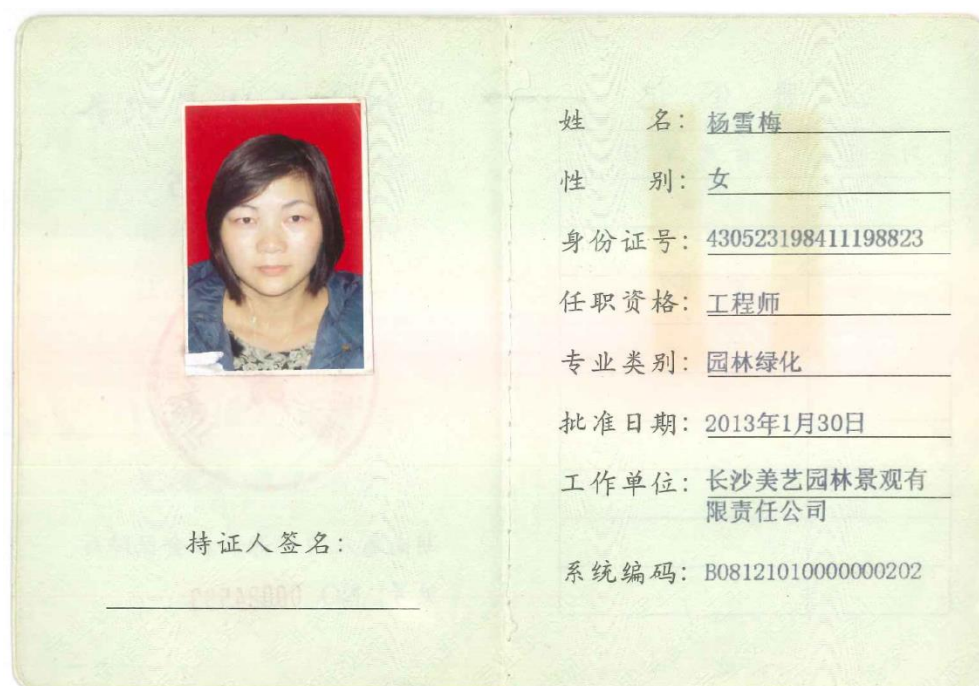 姓 名：杨雪梅
性 别：女
身份证号：430523198411198823
任职资格：工程师
专业类别：园林绿化
批准日期：2013年1月30日
工作单位：长沙美艺园林景观有
限责任公司
系统编码：B08121010000000202
持证人签名：